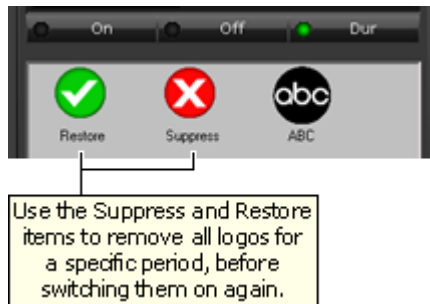 On Off Dur
abc
Restore Suppress ABC
Use the Suppress and Restore
items to remove all logos for
a specific period, before
switching them on again.